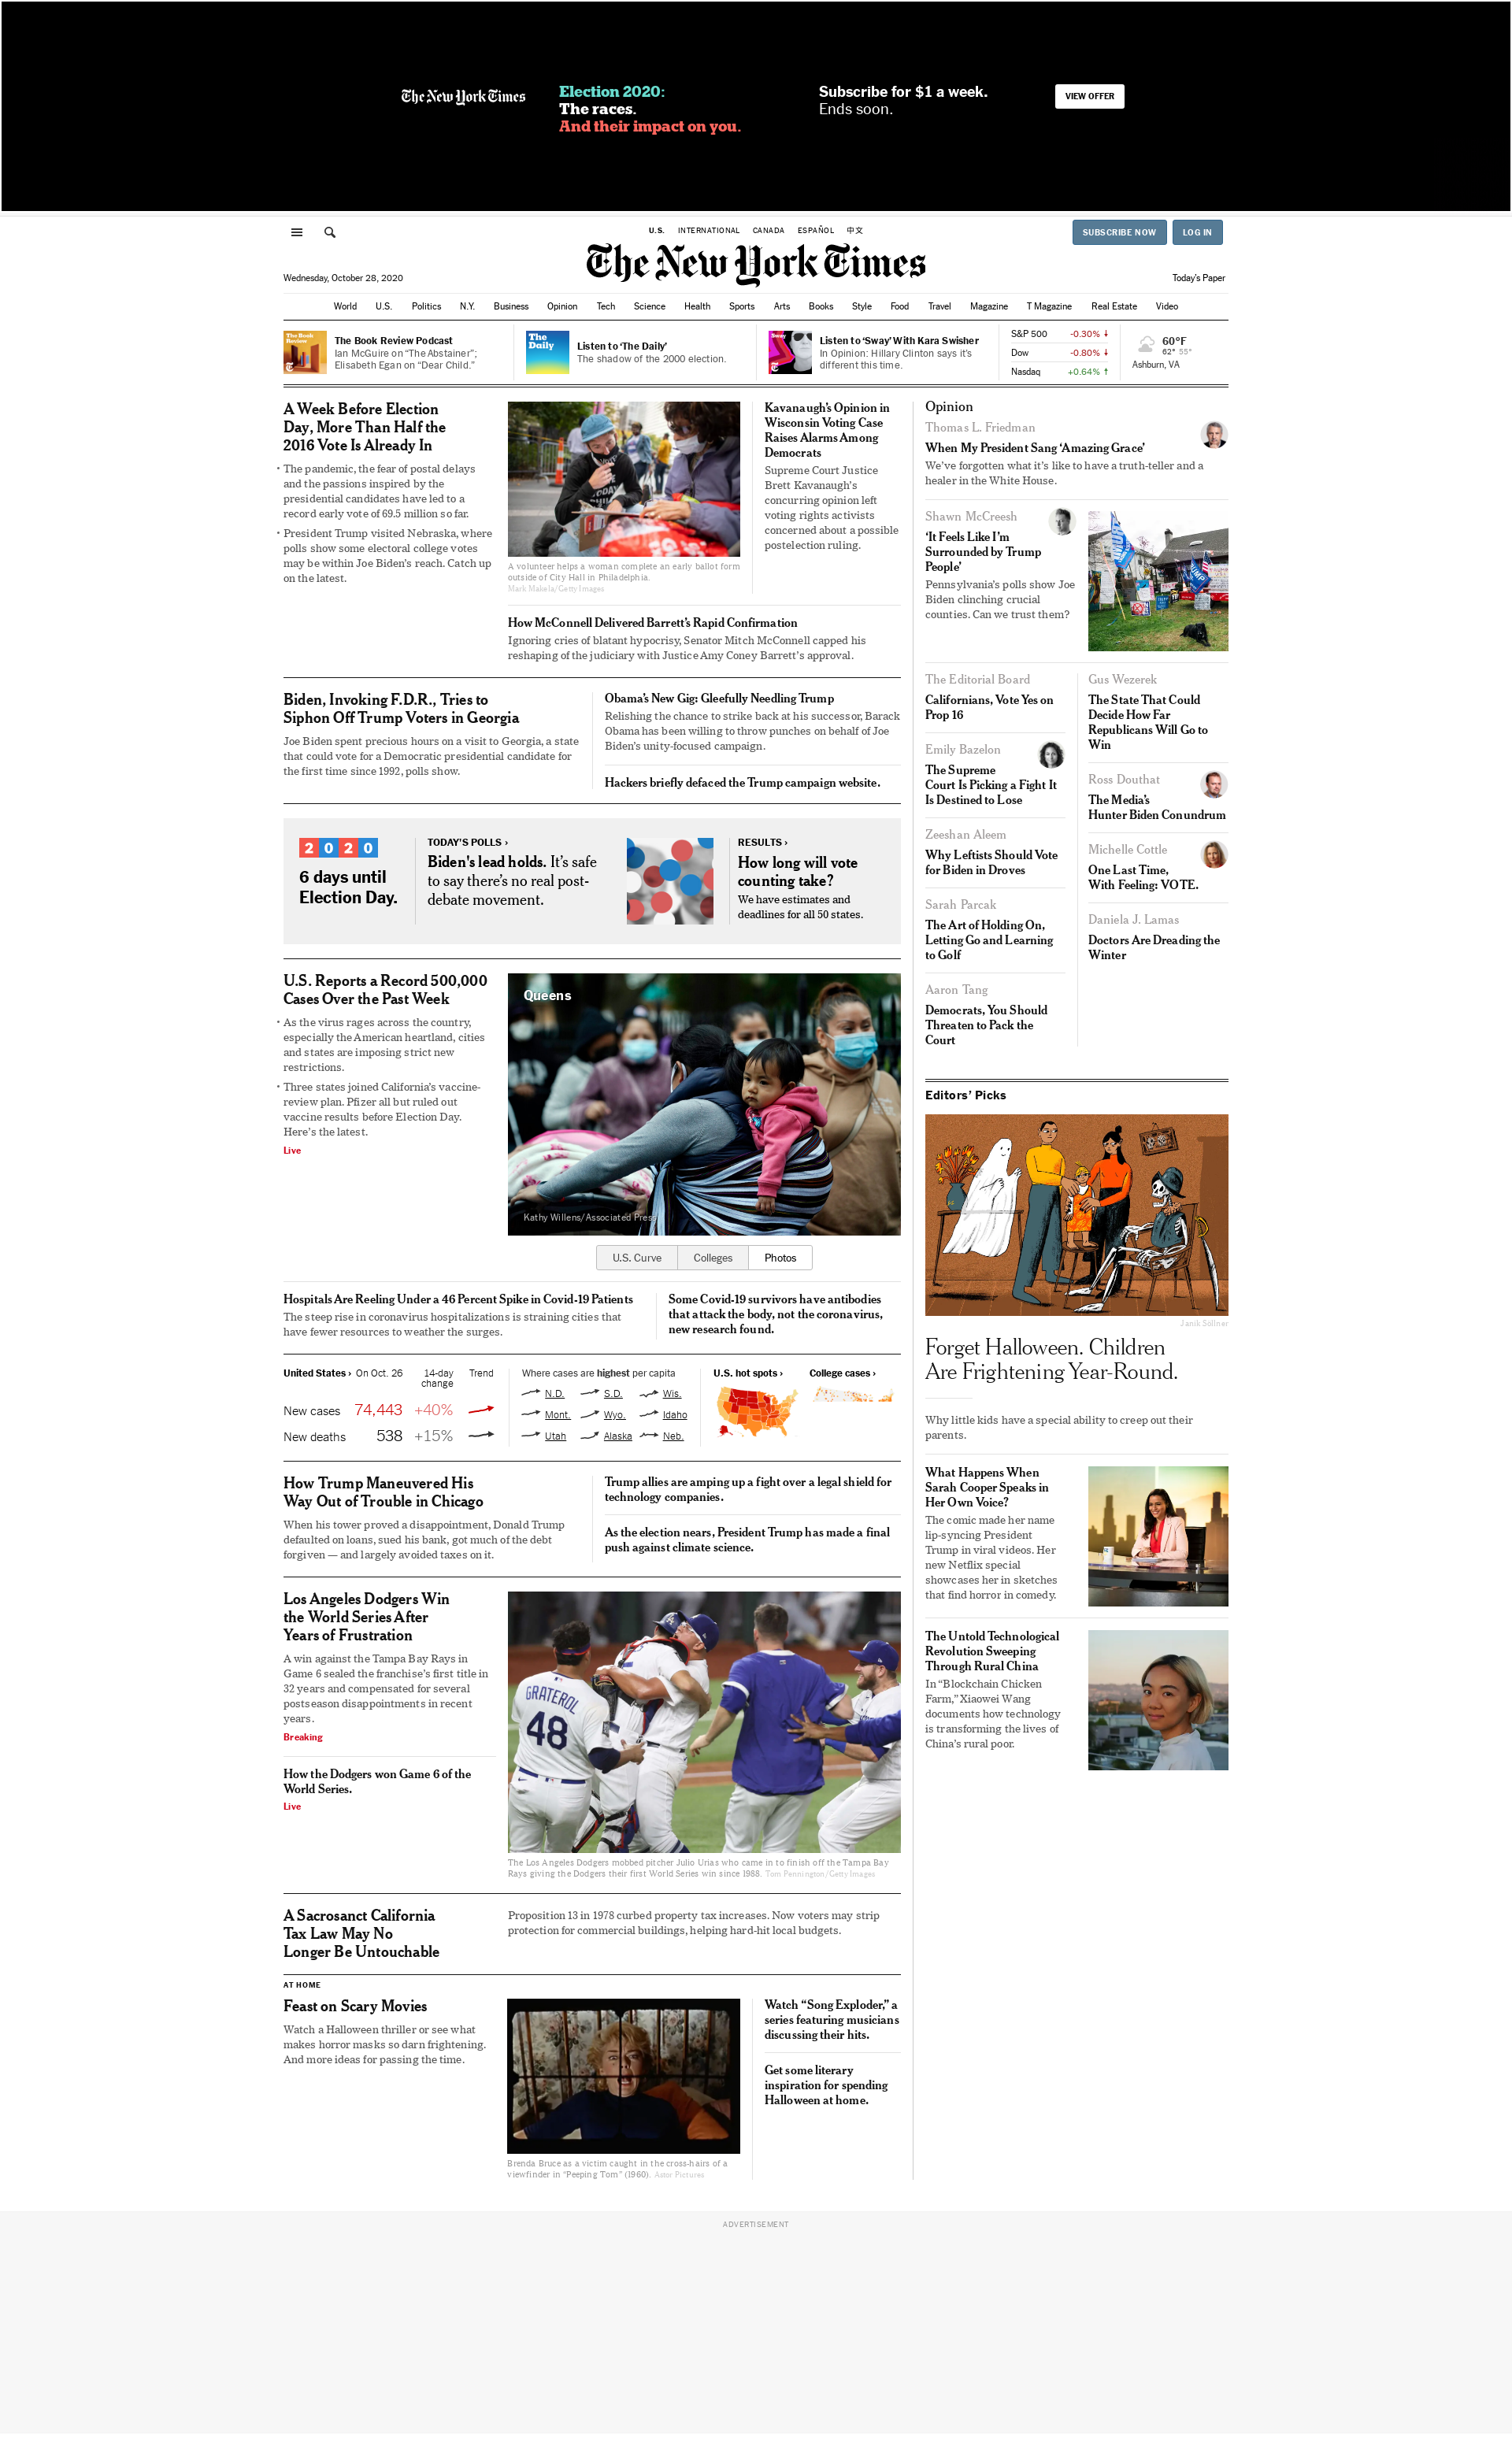 The New York Times
Election 2020:
The races.
And their impact on you.
Subscribe for $1 a week.
Ends soon.
VIEW OFFER
U.S. INTERNATIONAL CANADA ESPAÑOL 中文
SUBSCRIBE NOW LOG IN
The New York Times
Wednesday, October 28, 2020
Today's Paper
World U.S. Politics N.Y. Business Opinion Tech Science Health Sports Arts Books Style Food Travel Magazine T Magazine Real Estate Video
The Book Review
The Book Review Podcast
Ian McGuire on “The Abstainer”;
Elisabeth Egan on “Dear Child.”
The Daily
Listen to ‘The Daily’
The shadow of the 2000 election.
Sway
Listen to ‘Sway’ With Kara Swisher
In Opinion: Hillary Clinton says it’s
different this time.
S&P 500 -0.30% ↓
Dow -0.80% ↓
Nasdaq +0.64% ↑
60°F
62° 55°
Ashburn, VA
A Week Before Election
Day, More Than Half the
2016 Vote Is Already In
• The pandemic, the fear of postal delays
and the passions inspired by the
presidential candidates have led to a
record early vote of 69.5 million so far.
• President Trump visited Nebraska, where
polls show some electoral college votes
may be within Joe Biden’s reach. Catch up
on the latest.
A volunteer helps a woman complete an early ballot form
outside of City Hall in Philadelphia.
Mark Makela/Getty Images
Kavanaugh’s Opinion in
Wisconsin Voting Case
Raises Alarms Among
Democrats
Supreme Court Justice
Brett Kavanaugh’s
concurring opinion left
voting rights activists
concerned about a possible
postelection ruling.
How McConnell Delivered Barrett’s Rapid Confirmation
Ignoring cries of blatant hypocrisy, Senator Mitch McConnell capped his
reshaping of the judiciary with Justice Amy Coney Barrett’s approval.
Biden, Invoking F.D.R., Tries to
Siphon Off Trump Voters in Georgia
Joe Biden spent precious hours on a visit to Georgia, a state
that could vote for a Democratic presidential candidate for
the first time since 1992, polls show.
Obama’s New Gig: Gleefully Needling Trump
Relishing the chance to strike back at his successor, Barack
Obama has been willing to throw punches on behalf of Joe
Biden’s unity-focused campaign.
Hackers briefly defaced the Trump campaign website.
2020
6 days until
Election Day.
TODAY’S POLLS ›
Biden's lead holds. It’s safe
to say there’s no real post-
debate movement.
RESULTS ›
How long will vote
counting take?
We have estimates and
deadlines for all 50 states.
U.S. Reports a Record 500,000
Cases Over the Past Week
• As the virus rages across the country,
especially the American heartland, cities
and states are imposing strict new
restrictions.
• Three states joined California’s vaccine-
review plan. Pfizer all but ruled out
vaccine results before Election Day.
Here’s the latest.
Live
Queens
Kathy Willens/Associated Press
U.S. Curve Colleges Photos
Hospitals Are Reeling Under a 46 Percent Spike in Covid-19 Patients
The steep rise in coronavirus hospitalizations is straining cities that
have fewer resources to weather the surges.
Some Covid-19 survivors have antibodies
that attack the body, not the coronavirus,
new research found.
United States › On Oct. 26 14-day change Trend
New cases 74,443 +40%
New deaths 538 +15%
Where cases are highest per capita
N.D. S.D. Wis.
Mont. Wyo. Idaho
Utah Alaska Neb.
U.S. hot spots ›
College cases ›
How Trump Maneuvered His
Way Out of Trouble in Chicago
When his tower proved a disappointment, Donald Trump
defaulted on loans, sued his bank, got much of the debt
forgiven — and largely avoided taxes on it.
Trump allies are amping up a fight over a legal shield for
technology companies.
As the election nears, President Trump has made a final
push against climate science.
Los Angeles Dodgers Win
the World Series After
Years of Frustration
A win against the Tampa Bay Rays in
Game 6 sealed the franchise’s first title in
32 years and compensated for several
postseason disappointments in recent
years.
Breaking
How the Dodgers won Game 6 of the
World Series.
Live
GRATEROL
48
The Los Angeles Dodgers mobbed pitcher Julio Urias who came in to finish off the Tampa Bay
Rays giving the Dodgers their first World Series win since 1988. Tom Pennington/Getty Images
A Sacrosanct California
Tax Law May No
Longer Be Untouchable
Proposition 13 in 1978 curbed property tax increases. Now voters may strip
protection for commercial buildings, helping hard-hit local budgets.
AT HOME
Feast on Scary Movies
Watch a Halloween thriller or see what
makes horror masks so darn frightening.
And more ideas for passing the time.
Brenda Bruce as a victim caught in the cross-hairs of a
viewfinder in “Peeping Tom” (1960). Astor Pictures
Watch “Song Exploder,” a
series featuring musicians
discussing their hits.
Get some literary
inspiration for spending
Halloween at home.
Opinion
Thomas L. Friedman
When My President Sang ‘Amazing Grace’
We’ve forgotten what it’s like to have a truth-teller and a
healer in the White House.
Shawn McCreesh
‘It Feels Like I’m
Surrounded by Trump
People’
Pennsylvania’s polls show Joe
Biden clinching crucial
counties. Can we trust them?
The Editorial Board
Californians, Vote Yes on
Prop 16
Emily Bazelon
The Supreme
Court Is Picking a Fight It
Is Destined to Lose
Zeeshan Aleem
Why Leftists Should Vote
for Biden in Droves
Sarah Parcak
The Art of Holding On,
Letting Go and Learning
to Golf
Aaron Tang
Democrats, You Should
Threaten to Pack the
Court
Gus Wezerek
The State That Could
Decide How Far
Republicans Will Go to
Win
Ross Douthat
The Media’s
Hunter Biden Conundrum
Michelle Cottle
One Last Time,
With Feeling: VOTE.
Daniela J. Lamas
Doctors Are Dreading the
Winter
Editors’ Picks
Janik Söllner
Forget Halloween. Children
Are Frightening Year-Round.
Why little kids have a special ability to creep out their
parents.
What Happens When
Sarah Cooper Speaks in
Her Own Voice?
The comic made her name
lip-syncing President
Trump in viral videos. Her
new Netflix special
showcases her in sketches
that find horror in comedy.
The Untold Technological
Revolution Sweeping
Through Rural China
In “Blockchain Chicken
Farm,” Xiaowei Wang
documents how technology
is transforming the lives of
China’s rural poor.
ADVERTISEMENT